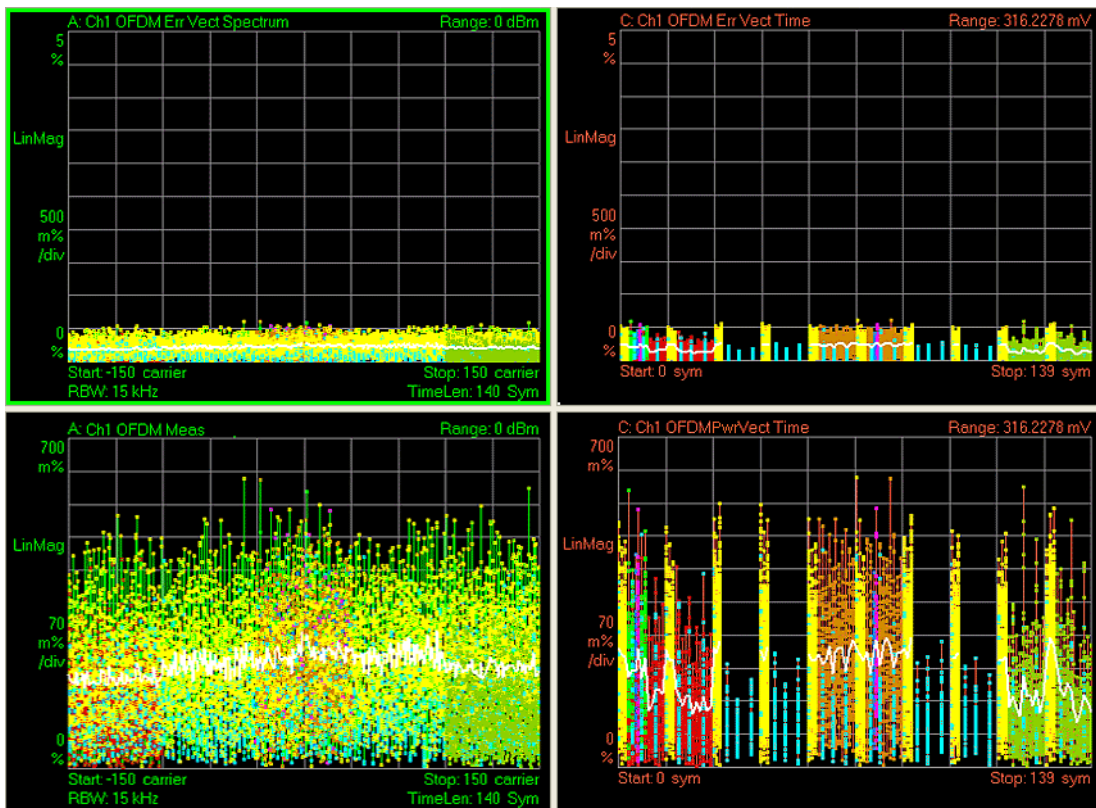 A: Ch1 OFDM Err Vect Spectrum Range: 0 dBm
5
%
LinMag
500
m%
/div
0
%
Start: -150 carrier Stop: 150 carrier
RBW: 15 kHz TimeLen: 140 Sym
C: Ch1 OFDM Err Vect Time Range: 316.2278 mV
5
%
LinMag
500
m%
/div
0
%
Start: 0 sym Stop: 139 sym
A: Ch1 OFDM Meas Range: 0 dBm
700
m%
LinMag
70
m%
/div
0
%
Start: -150 carrier Stop: 150 carrier
RBW: 15 kHz TimeLen: 140 Sym
C: Ch1 OFDMPwrVect Time Range: 316.2278 mV
700
m%
LinMag
70
m%
/div
0
%
Start: 0 sym Stop: 139 sym